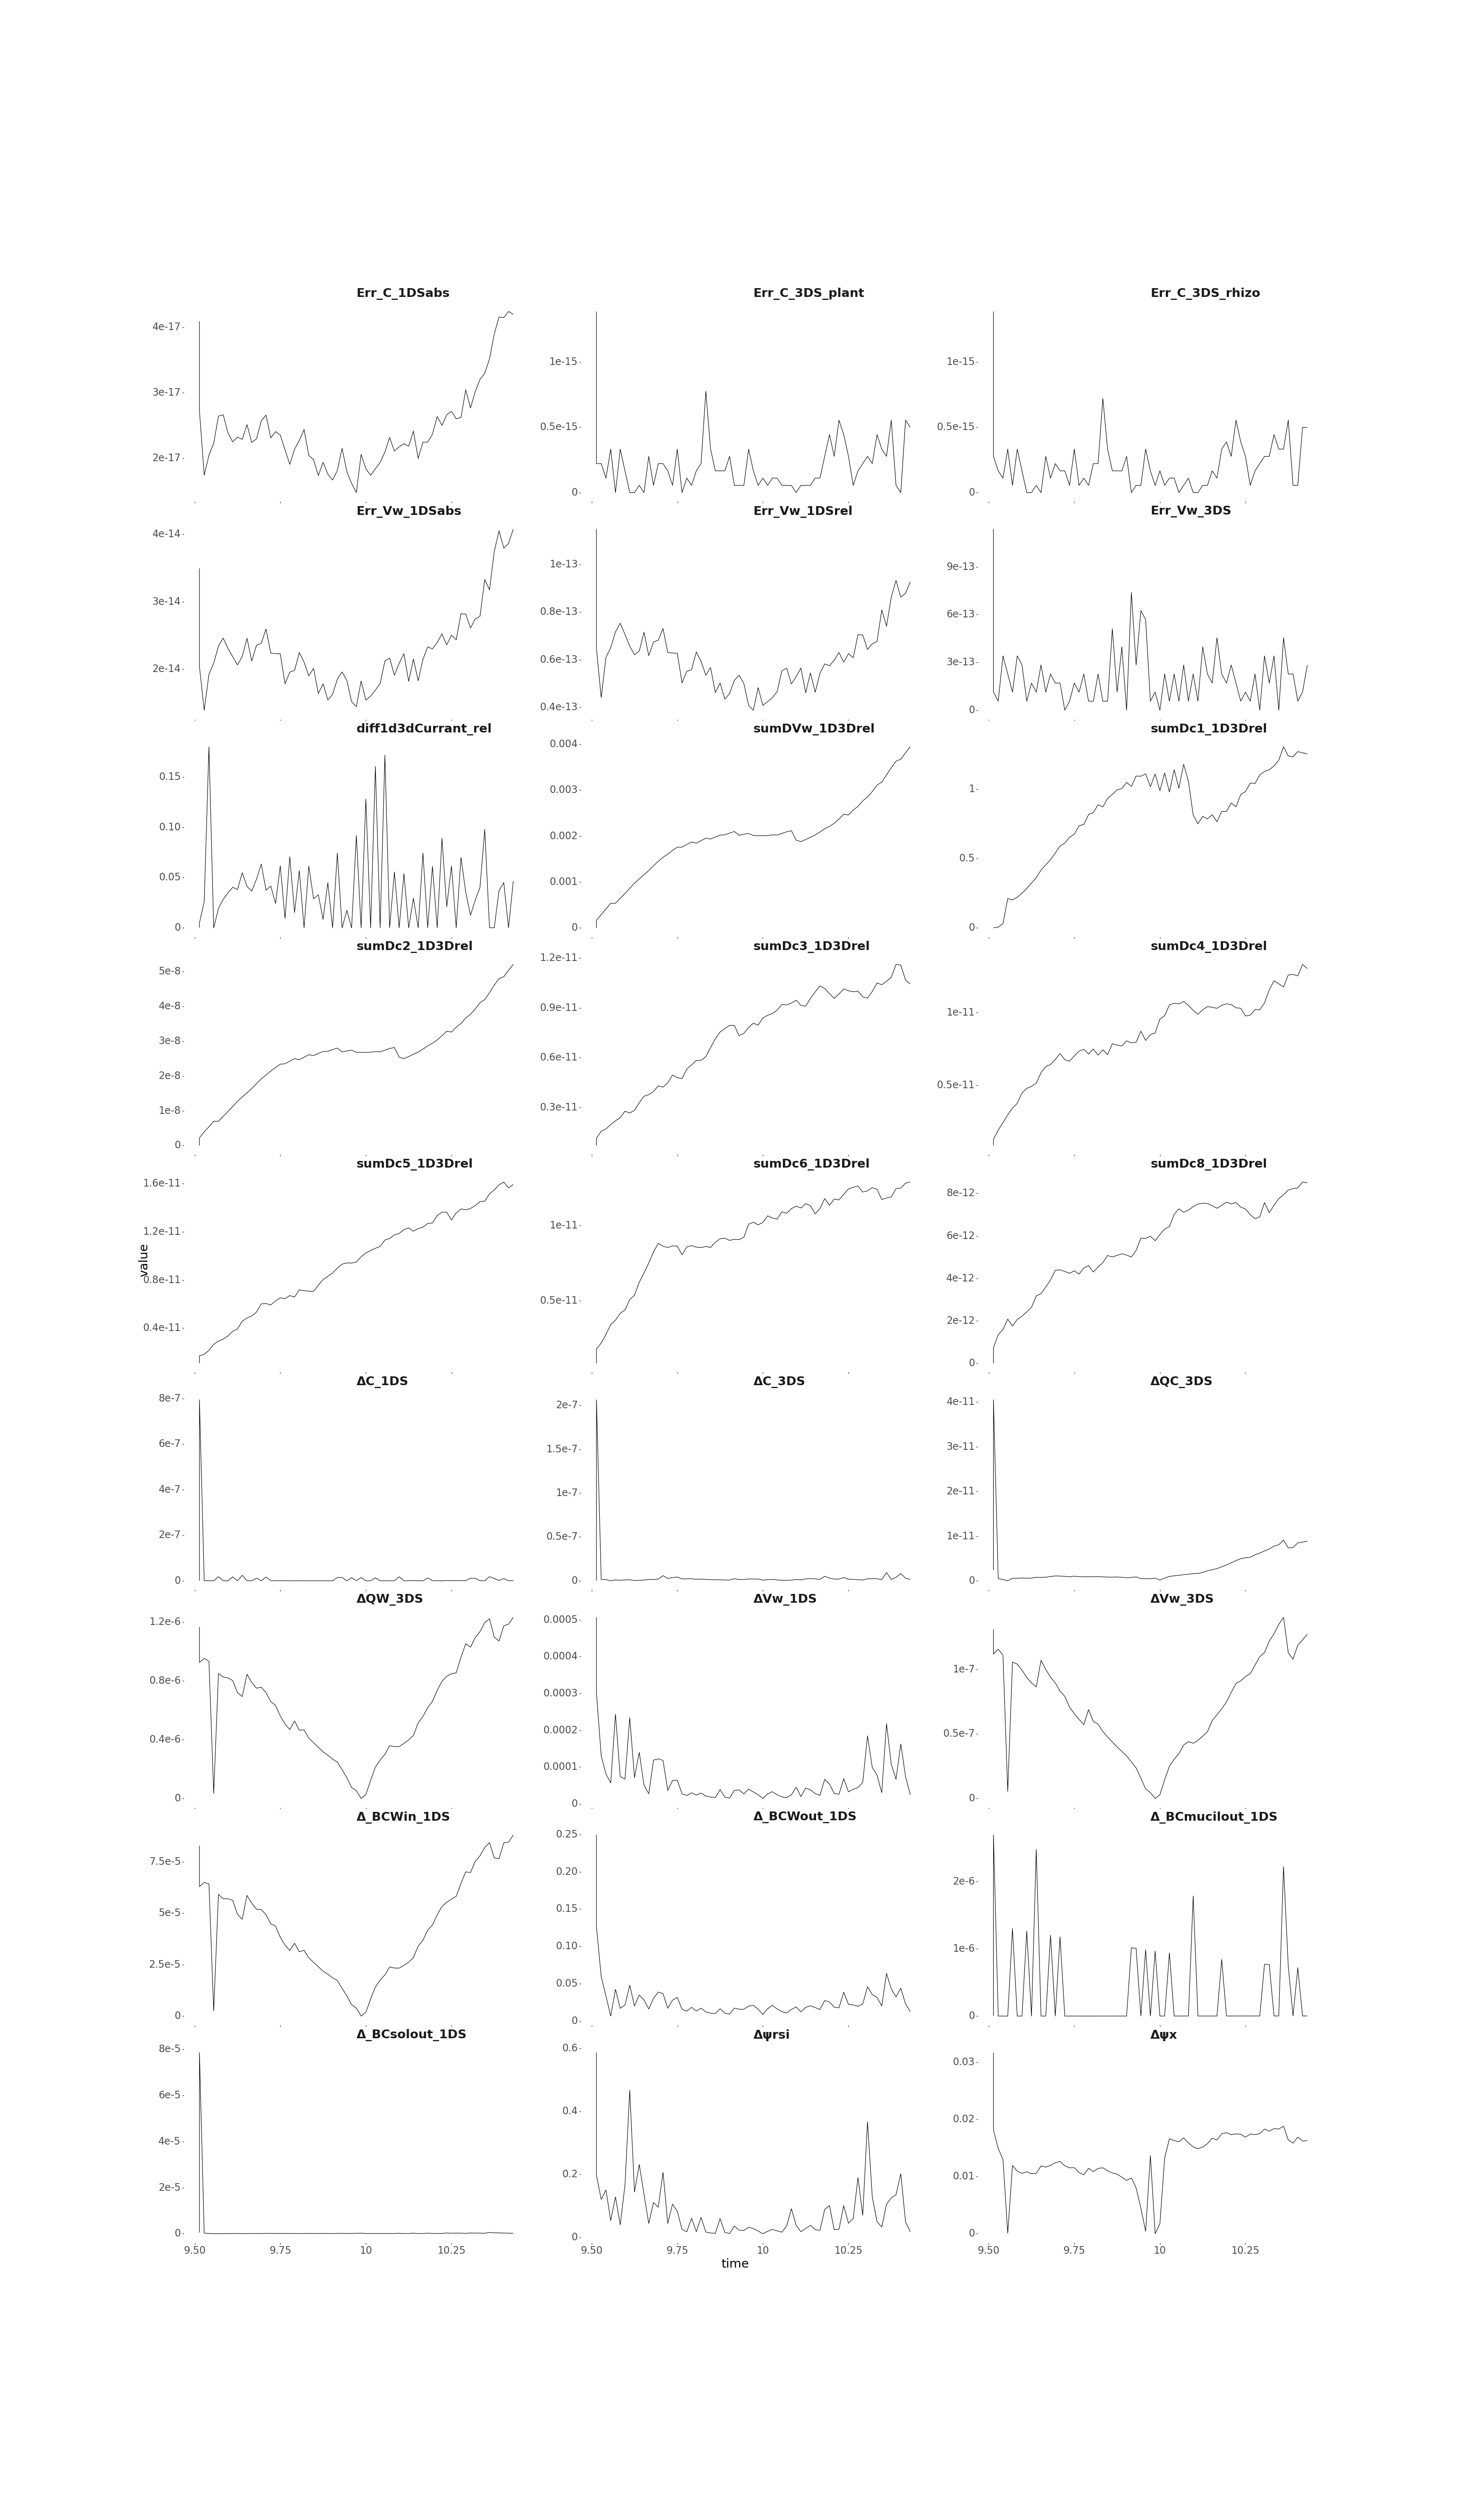 Err_C_1DSabs Err_C_3DS_plant Err_C_3DS_rhizo
4e-17 3e-17 2e-17
1e-15 0.5e-15 0
1e-15 0.5e-15 0
Err_Vw_1DSabs Err_Vw_1DSrel Err_Vw_3DS
4e-14 3e-14 2e-14
1e-13 0.8e-13 0.6e-13 0.4e-13
9e-13 6e-13 3e-13 0
diff1d3dCurrant_rel sumDVw_1D3Drel sumDc1_1D3Drel
0.15 0.10 0.05 0
0.004 0.003 0.002 0.001 0
1 0.5 0
sumDc2_1D3Drel sumDc3_1D3Drel sumDc4_1D3Drel
5e-8 4e-8 3e-8 2e-8 1e-8 0
1.2e-11 0.9e-11 0.6e-11 0.3e-11
1e-11 0.5e-11
sumDc5_1D3Drel sumDc6_1D3Drel sumDc8_1D3Drel
1.6e-11 1.2e-11 0.8e-11 0.4e-11
1e-11 0.5e-11
8e-12 6e-12 4e-12 2e-12 0
value
ΔC_1DS ΔC_3DS ΔQC_3DS
8e-7 6e-7 4e-7 2e-7 0
2e-7 1.5e-7 1e-7 0.5e-7 0
4e-11 3e-11 2e-11 1e-11 0
ΔQW_3DS ΔVw_1DS ΔVw_3DS
1.2e-6 0.8e-6 0.4e-6 0
0.0005 0.0004 0.0003 0.0002 0.0001 0
1e-7 0.5e-7 0
Δ_BCWin_1DS Δ_BCWout_1DS Δ_BCmucilout_1DS
7.5e-5 5e-5 2.5e-5 0
0.25 0.20 0.15 0.10 0.05 0
2e-6 1e-6 0
Δ_BCsolout_1DS Δψrsi Δψx
8e-5 6e-5 4e-5 2e-5 0
0.6 0.4 0.2 0
0.03 0.02 0.01 0
9.50 9.75 10 10.25 9.50 9.75 10 10.25 9.50 9.75 10 10.25
time